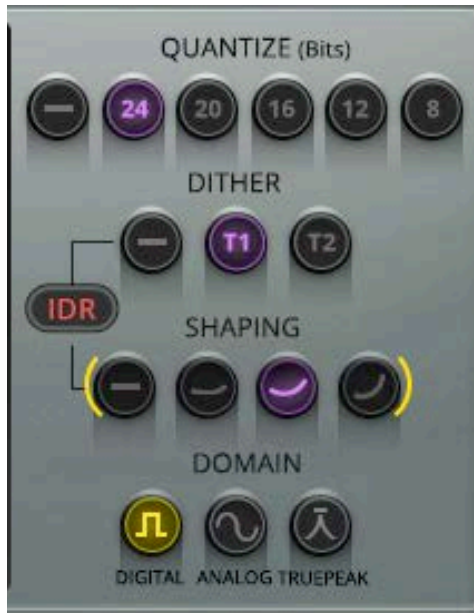 QUANTIZE (Bits)
24 20 16 12 8
DITHER
T1 T2
IDR
SHAPING
DOMAIN
DIGITAL ANALOG TRUEPEAK